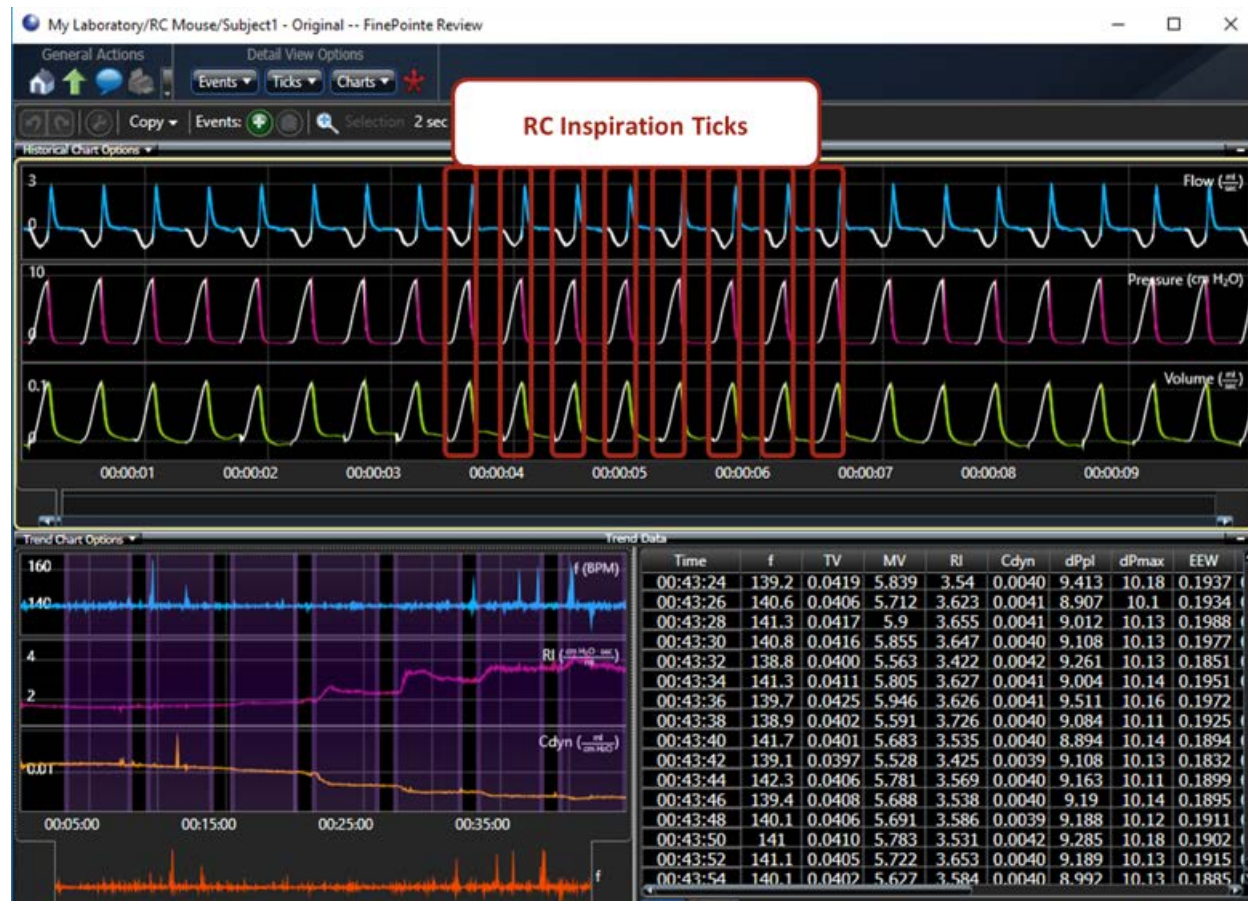 My Laboratory/RC Mouse/Subject1 - Original -- FinePointe Review
General Actions Detail View Options
Events Ticks Charts
Copy Events: Selection 2 sec
RC Inspiration Ticks
Historical Chart Options
3 Flow (ml/sec)
0
10 Pressure (cm H₂O)
0
0.1 Volume (ml/sec)
0
00:00:01 00:00:02 00:00:03 00:00:04 00:00:05 00:00:06 00:00:07 00:00:08 00:00:09
Trend Chart Options Trend Data
160 f (BPM)
140
4 RI (cm H₂O · sec/ml)
2
Cdyn (ml/cm H₂O)
0.01
00:05:00 00:15:00 00:25:00 00:35:00
f
Time f TV MV RI Cdyn dPpl dPmax EEW
00:43:24 139.2 0.0419 5.839 3.54 0.0040 9.413 10.18 0.1937
00:43:26 140.6 0.0406 5.712 3.623 0.0041 8.907 10.1 0.1934
00:43:28 141.3 0.0417 5.9 3.655 0.0041 9.012 10.13 0.1988
00:43:30 140.8 0.0416 5.855 3.647 0.0040 9.108 10.13 0.1977
00:43:32 138.8 0.0400 5.563 3.422 0.0042 9.261 10.13 0.1851
00:43:34 141.3 0.0411 5.805 3.627 0.0041 9.004 10.14 0.1951
00:43:36 139.7 0.0425 5.946 3.626 0.0041 9.511 10.16 0.1972
00:43:38 138.9 0.0402 5.591 3.726 0.0040 9.084 10.11 0.1925
00:43:40 141.7 0.0401 5.683 3.535 0.0040 8.894 10.14 0.1894
00:43:42 139.1 0.0397 5.528 3.425 0.0039 9.108 10.13 0.1832
00:43:44 142.3 0.0406 5.781 3.569 0.0040 9.163 10.11 0.1899
00:43:46 139.4 0.0408 5.688 3.538 0.0040 9.19 10.14 0.1895
00:43:48 140.1 0.0406 5.691 3.586 0.0039 9.188 10.12 0.1911
00:43:50 141 0.0410 5.783 3.531 0.0042 9.285 10.18 0.1902
00:43:52 141.1 0.0405 5.722 3.653 0.0040 9.189 10.13 0.1915
00:43:54 140.1 0.0402 5.627 3.584 0.0040 8.992 10.13 0.1885